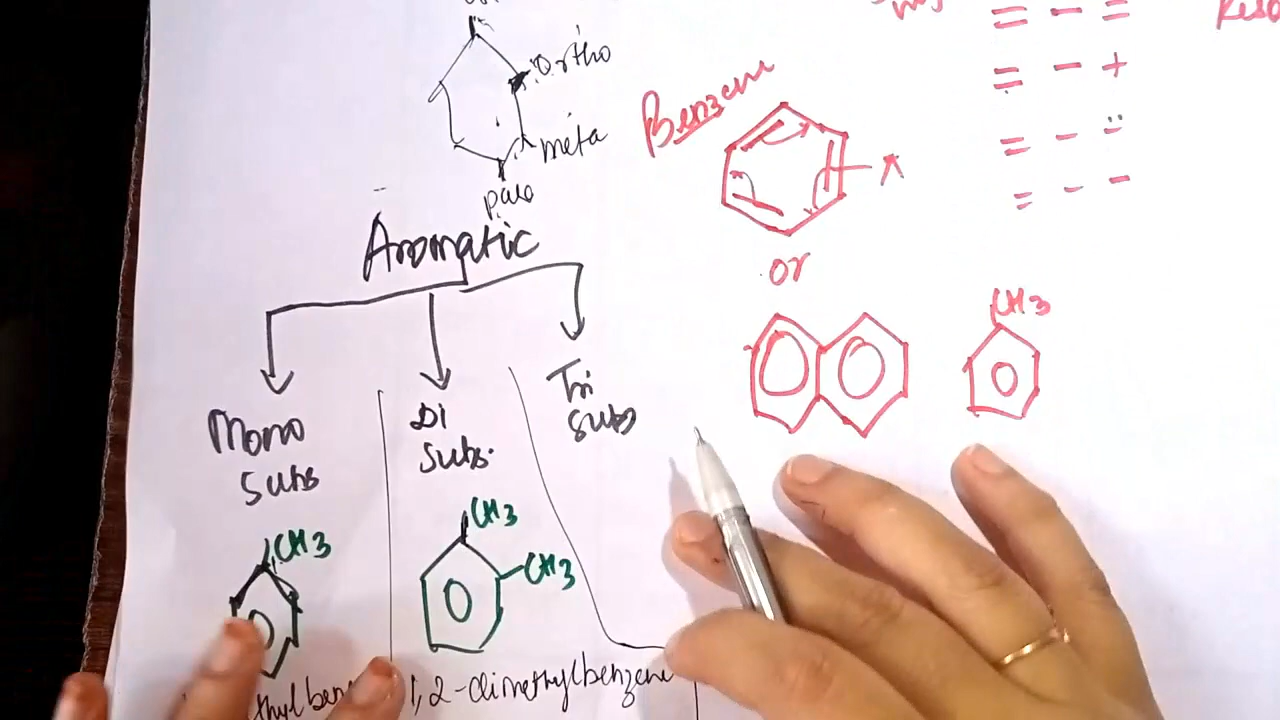 Ortho
meta
para
Aromatic
Mono
Subs
Di
Subs.
Tri
Subs
CH3
CH3
CH3
thylben
1,2-dimethylbenzene
Benzene
or
CH3
= - =
= - +
= - -
= - -